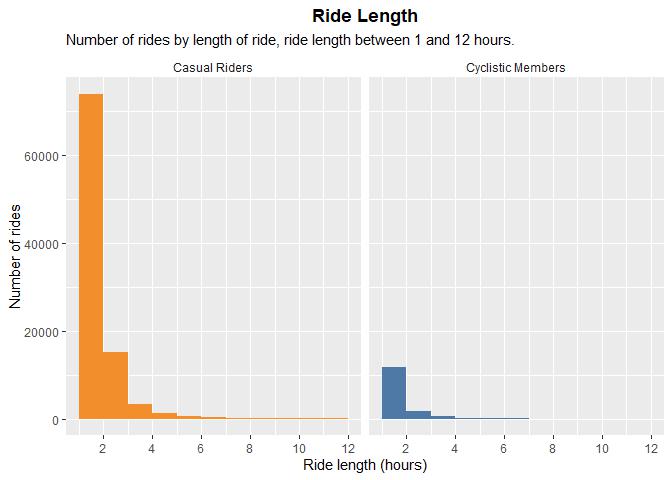 Ride Length
Number of rides by length of ride, ride length between 1 and 12 hours.
Casual Riders
Cyclistic Members
Number of rides
60000
40000
20000
0
2 4 6 8 10 12
2 4 6 8 10 12
Ride length (hours)